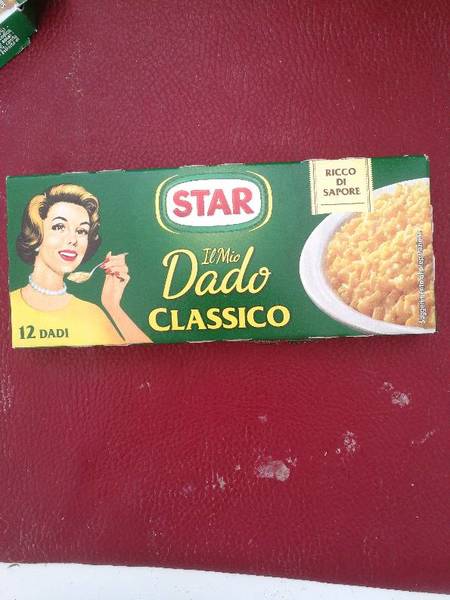 RICCO
DI
SAPORE
STAR
Il Mio
Dado
CLASSICO
12 DADI